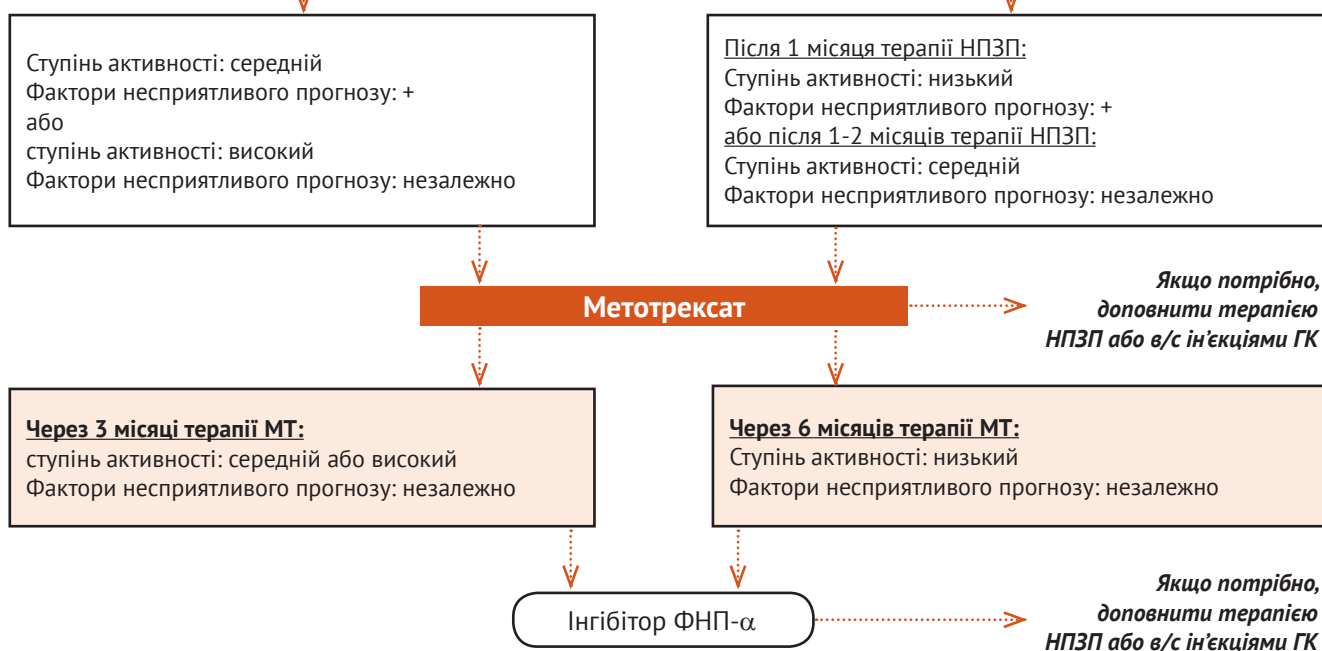 Ступінь активності: середній
Фактори несприятливого прогнозу: +
або
ступінь активності: високий
Фактори несприятливого прогнозу: незалежно
Після 1 місяця терапії НПЗП:
Ступінь активності: низький
Фактори несприятливого прогнозу: +
або після 1-2 місяців терапії НПЗП:
Ступінь активності: середній
Фактори несприятливого прогнозу: незалежно
Метотрексат
Якщо потрібно,
доповнити терапією
НПЗП або в/с ін'єкціями ГК
Через 3 місяці терапії МТ:
ступінь активності: середній або високий
Фактори несприятливого прогнозу: незалежно
Через 6 місяців терапії МТ:
Ступінь активності: низький
Фактори несприятливого прогнозу: незалежно
Інгібітор ФНП-α
Якщо потрібно,
доповнити терапією
НПЗП або в/с ін'єкціями ГК